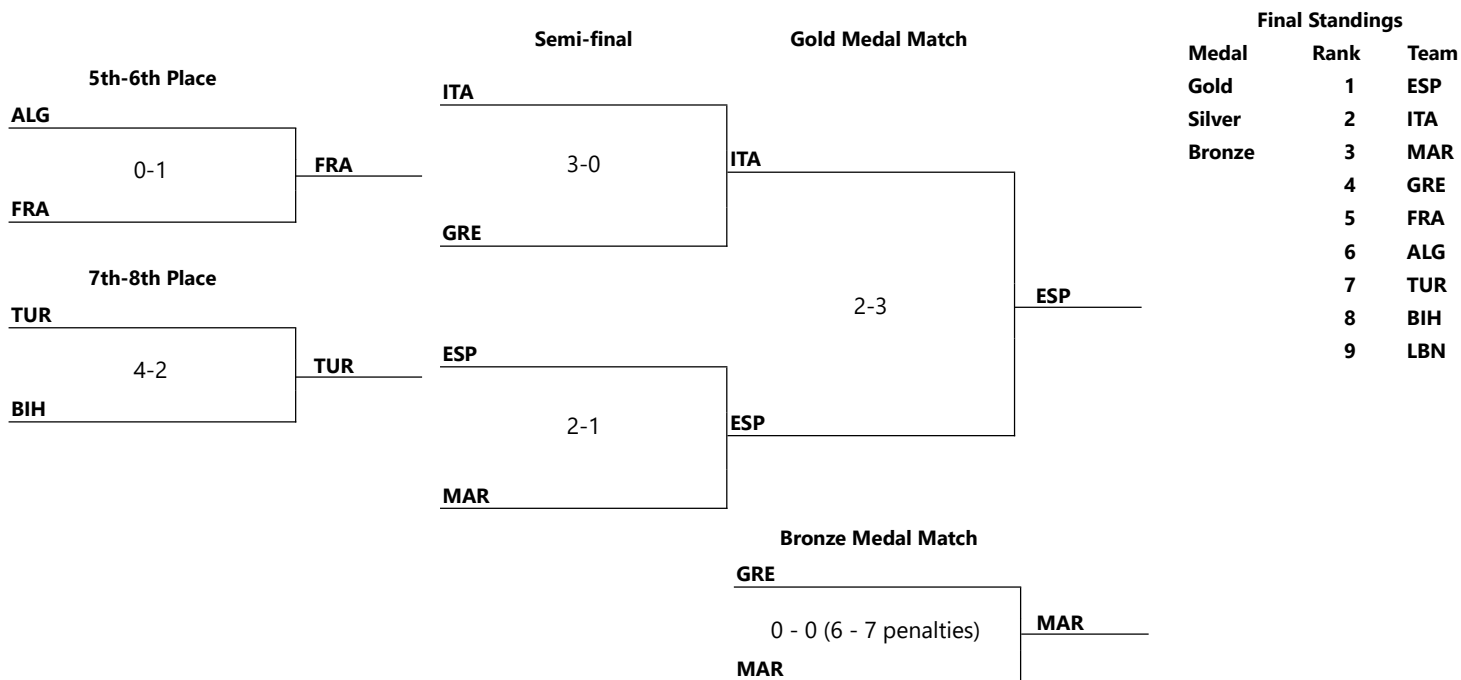 Final Standings
Semi-final
Gold Medal Match
Medal Rank Team
5th-6th Place
Gold 1 ESP
ITA
ALG
Silver 2 ITA
0-1
FRA
3-0
ITA
Bronze 3 MAR
4 GRE
FRA
5 FRA
GRE
6 ALG
7th-8th Place
7 TUR
2-3
ESP
TUR
8 BIH
9 LBN
4-2
TUR
ESP
BIH
2-1
ESP
MAR
Bronze Medal Match
GRE
0 - 0 (6 - 7 penalties)
MAR
MAR